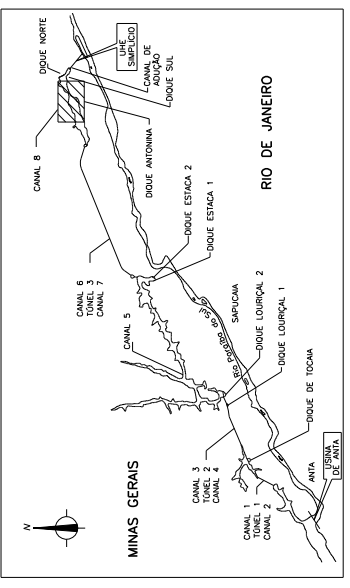 N
MINAS GERAIS
RIO DE JANEIRO
CANAL 1
TÚNEL 1
CANAL 2
CANAL 3
TÚNEL 2
CANAL 4
CANAL 5
CANAL 6
TÚNEL 3
CANAL 7
CANAL 8
DIQUE NORTE
UHE
SIMPLÍCIO
CANAL DE
ADUÇÃO
DIQUE SUL
DIQUE ANTONINA
DIQUE ESTACA 2
DIQUE ESTACA 1
Rio Paraíba do Sul
SAPUCAIA
DIQUE LOURIÇAL 2
DIQUE LOURIÇAL 1
DIQUE DE TOCAIA
ANTA
USINA
DE ANTA